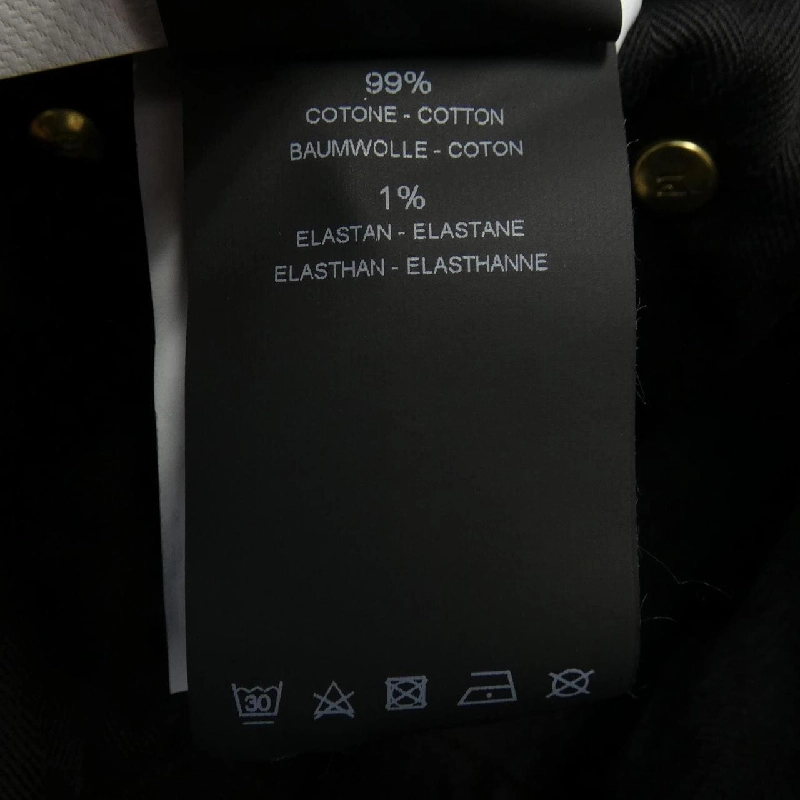 99%
COTONE - COTTON
BAUMWOLLE - COTON
1%
ELASTAN - ELASTANE
ELASTHAN - ELASTHANNE
30